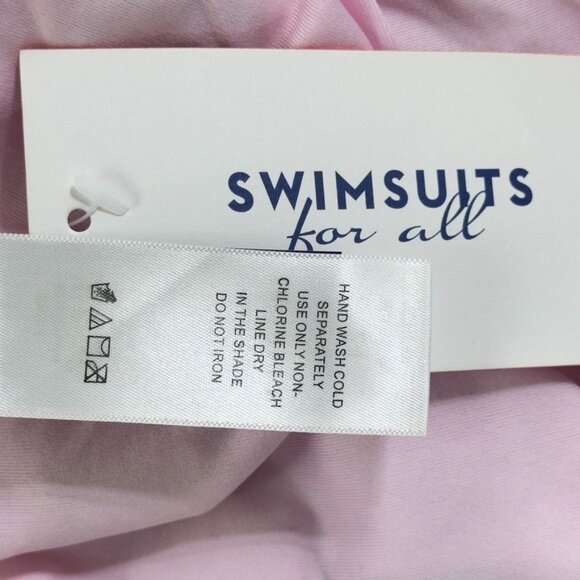 SWIMSUITS
for all
HAND WASH COLD
SEPARATELY
USE ONLY NON-
CHLORINE BLEACH
LINE DRY
IN THE SHADE
DO NOT IRON